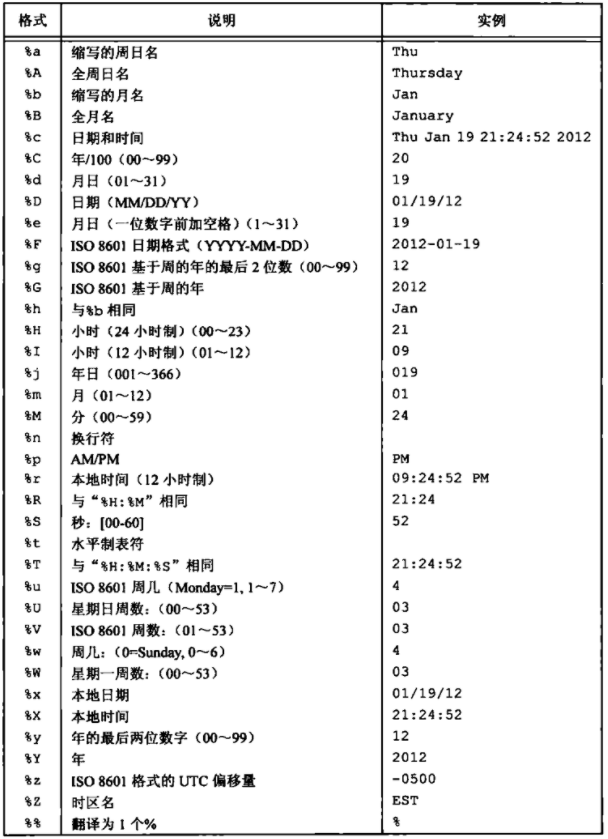 格式 说明 实例
%a 缩写的周日名 Thu
%A 全周日名 Thursday
%b 缩写的月名 Jan
%B 全月名 January
%c 日期和时间 Thu Jan 19 21:24:52 2012
%C 年/100（00～99） 20
%d 月日（01～31） 19
%D 日期（MM/DD/YY） 01/19/12
%e 月日（一位数字前加空格）（1～31） 19
%F ISO 8601 日期格式（YYYY-MM-DD） 2012-01-19
%g ISO 8601 基于周的年的最后 2 位数（00～99） 12
%G ISO 8601 基于周的年 2012
%h 与%b 相同 Jan
%H 小时（24 小时制）（00～23） 21
%I 小时（12 小时制）（01～12） 09
%j 年日（001～366） 019
%m 月（01～12） 01
%M 分（00～59） 24
%n 换行符
%p AM/PM PM
%r 本地时间（12 小时制） 09:24:52 PM
%R 与“%H:%M”相同 21:24
%S 秒：[00-60] 52
%t 水平制表符
%T 与“%H:%M:%S”相同 21:24:52
%u ISO 8601 周几（Monday=1, 1～7） 4
%U 星期日周数：（00～53） 03
%V ISO 8601 周数：（01～53） 03
%w 周几：（0=Sunday, 0～6） 4
%W 星期一周数：（00～53） 03
%x 本地日期 01/19/12
%X 本地时间 21:24:52
%y 年的最后两位数字（00～99） 12
%Y 年 2012
%z ISO 8601 格式的 UTC 偏移量 -0500
%Z 时区名 EST
%% 翻译为 1 个% %